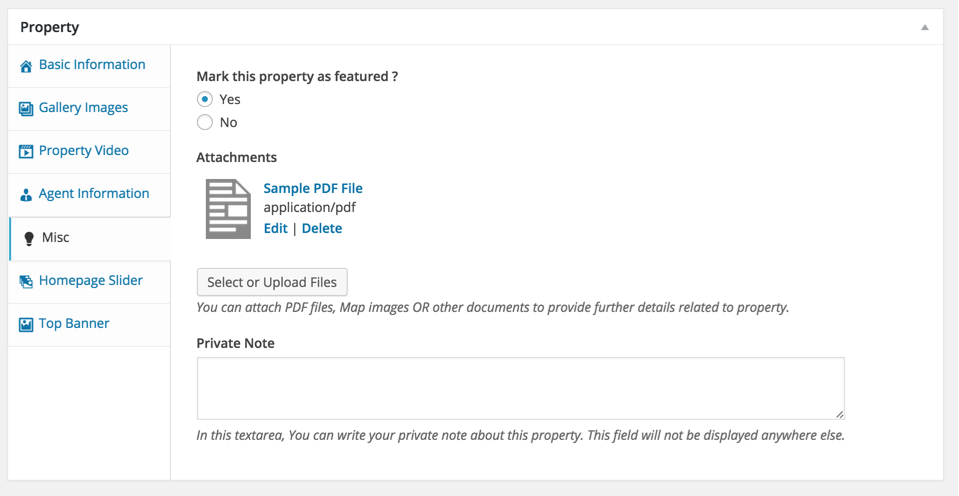 Property
Basic Information
Gallery Images
Property Video
Agent Information
Misc
Homepage Slider
Top Banner
Mark this property as featured ?
Yes
No
Attachments
Sample PDF File
application/pdf
Edit | Delete
Select or Upload Files
You can attach PDF files, Map images OR other documents to provide further details related to property.
Private Note
In this textarea, You can write your private note about this property. This field will not be displayed anywhere else.